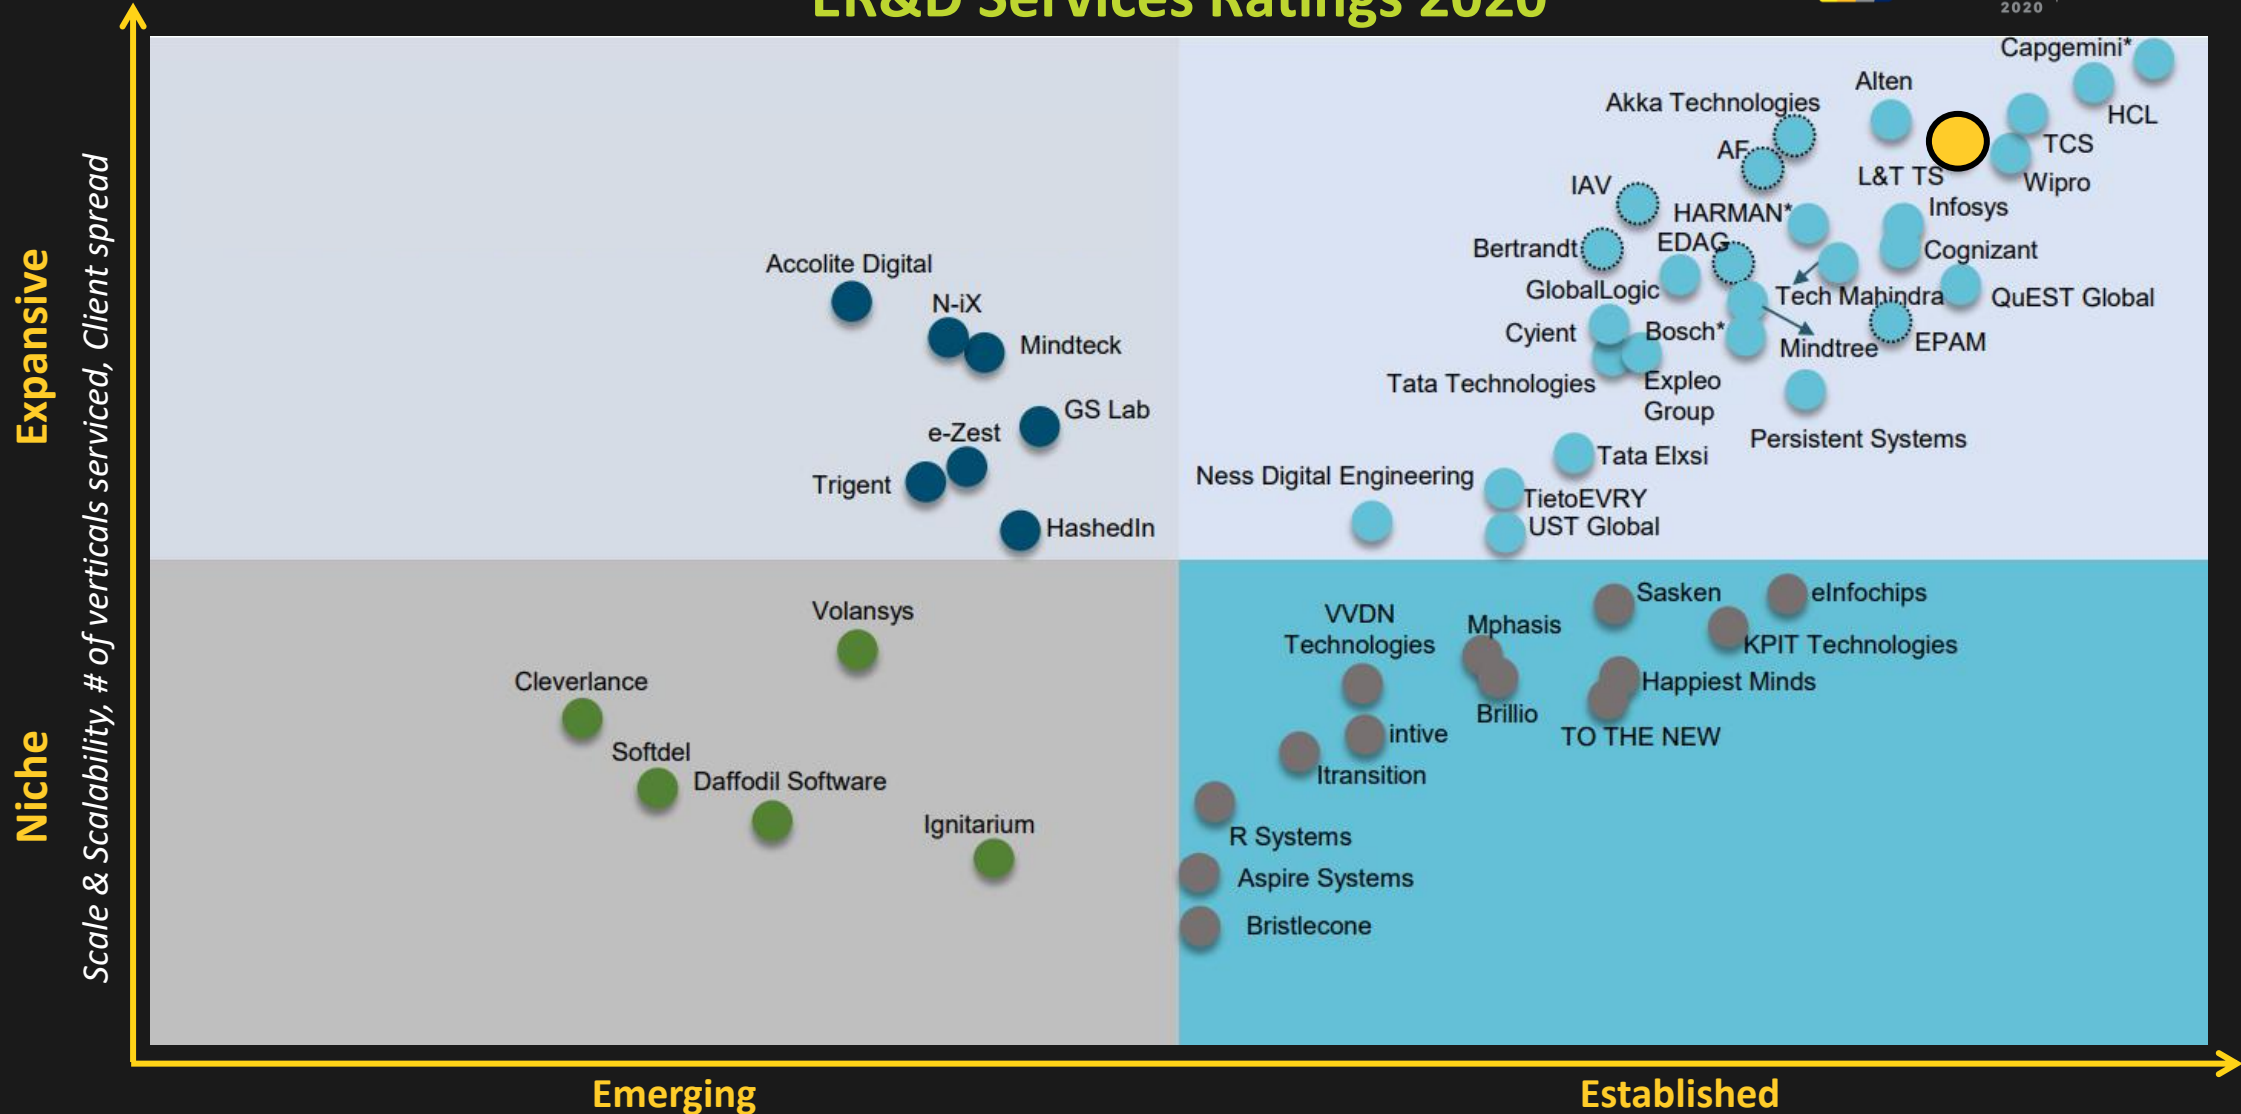 ER&D Services Ratings 2020
2020
Capgemini*
Alten
Akka Technologies
HCL
AF
TCS
L&T TS
Wipro
IAV
HARMAN*
Infosys
Bertrandt
EDAG
Cognizant
Accolite Digital
GlobalLogic
Tech Mahindra
QuEST Global
N-iX
Cyient
Bosch*
Mindteck
Mindtree
EPAM
Tata Technologies
Expleo
Group
GS Lab
e-Zest
Persistent Systems
Tata Elxsi
Ness Digital Engineering
Trigent
TietoEVRY
HashedIn
UST Global
Expansive
Scale & Scalability, # of verticals serviced, Client spread
Niche
Sasken
eInfochips
Volansys
VVDN
Technologies
Mphasis
KPIT Technologies
Cleverlance
Happiest Minds
Brillio
intive
TO THE NEW
Softdel
Itransition
Daffodil Software
Ignitarium
R Systems
Aspire Systems
Bristlecone
Emerging
Established